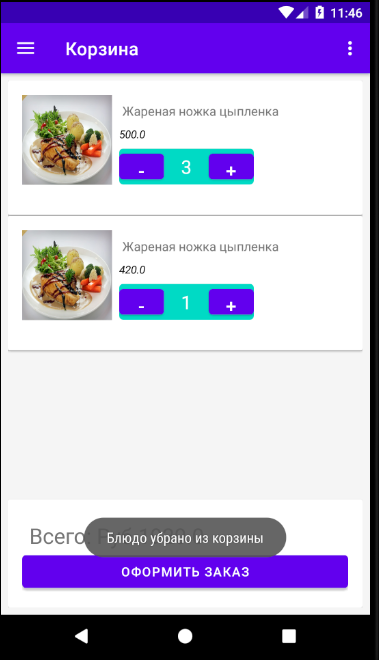 11:46
Корзина
Жареная ножка цыпленка
500.0
- 3 +
Жареная ножка цыпленка
420.0
- 1 +
Всего:
Блюдо убрано из корзины
ОФОРМИТЬ ЗАКАЗ